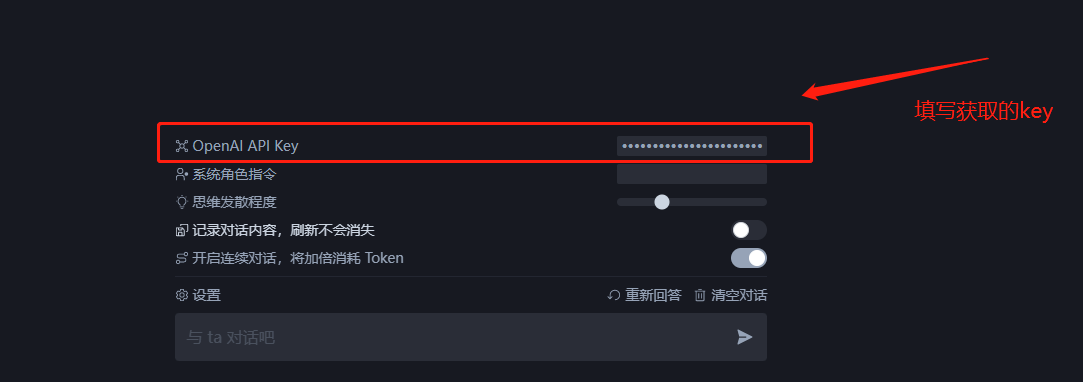 填写获取的key
OpenAI API Key ••••••••••••••••••••••••
系统角色指令
思维发散程度
记录对话内容，刷新不会消失
开启连续对话，将加倍消耗 Token
设置 重新回答 清空对话
与 ta 对话吧